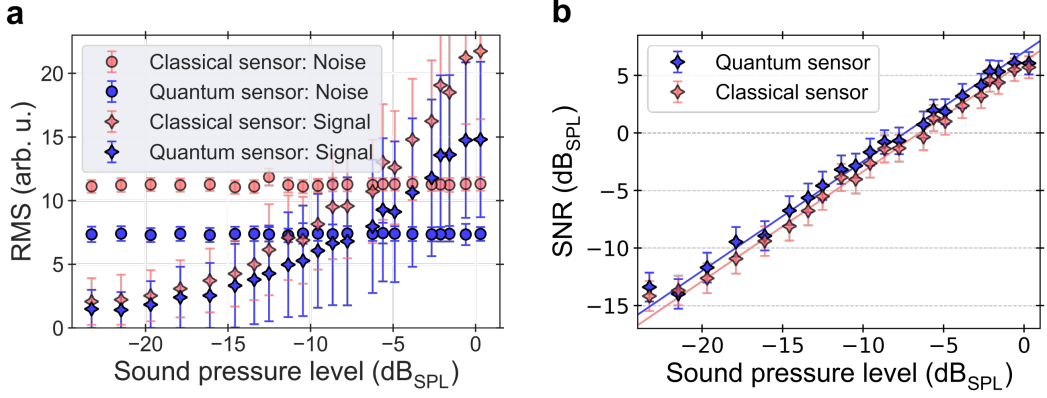 a
RMS (arb. u.)
20
15
10
5
0
Classical sensor: Noise
Quantum sensor: Noise
Classical sensor: Signal
Quantum sensor: Signal
−20 −15 −10 −5 0
Sound pressure level (dBSPL)
b
SNR (dBSPL)
5
0
−5
−10
−15
Quantum sensor
Classical sensor
−20 −15 −10 −5 0
Sound pressure level (dBSPL)